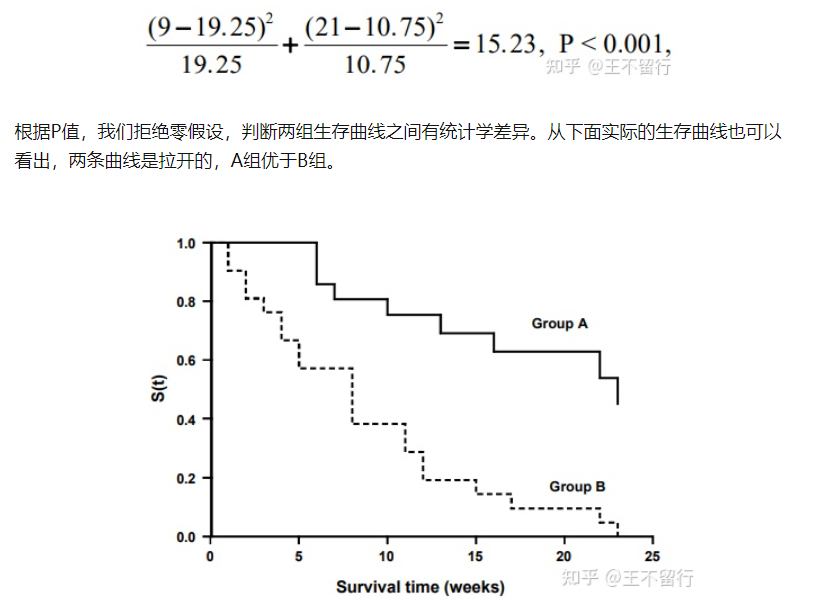 (9−19.25)²/19.25 + (21−10.75)²/10.75 = 15.23, P < 0.001,
知乎 @王不留行
根据P值，我们拒绝零假设，判断两组生存曲线之间有统计学差异。从下面实际的生存曲线也可以
看出，两条曲线是拉开的，A组优于B组。
1.0
0.8
Group A
0.6
S(t)
0.4
0.2
Group B
0.0
0 5 10 15 20 25
知乎 @王不留行
Survival time (weeks)